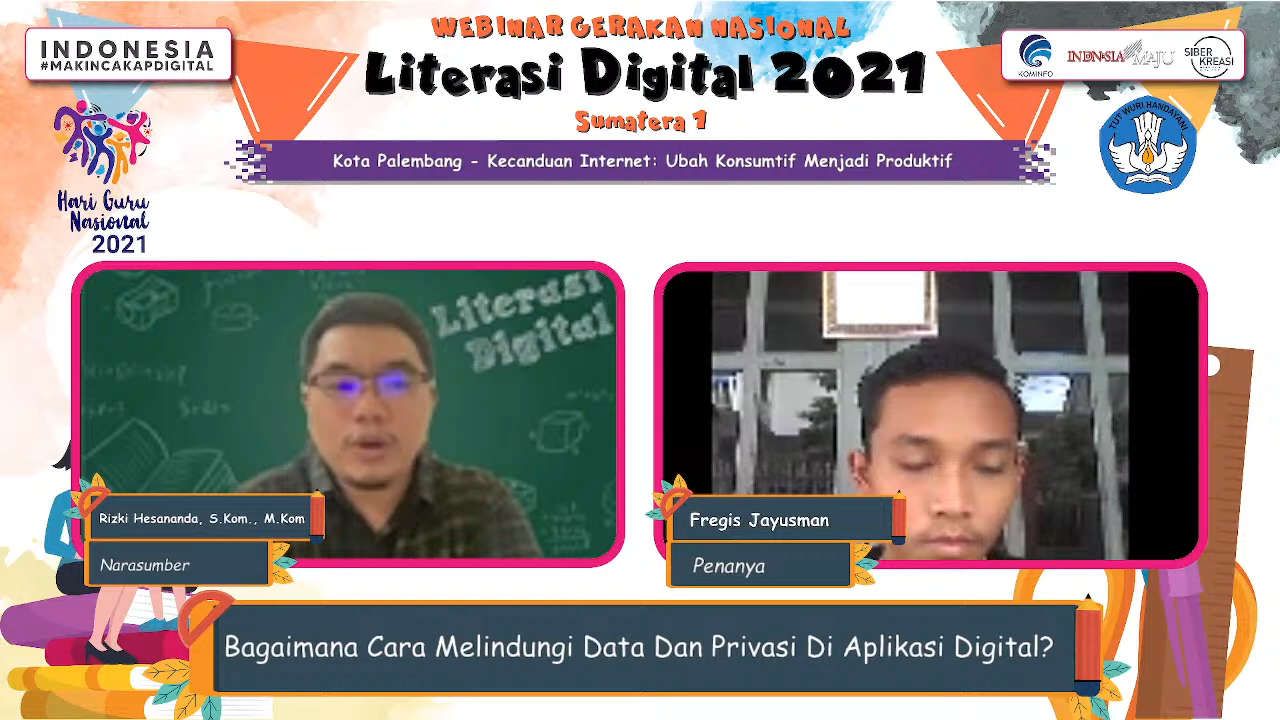 WEBINAR GERAKAN NASIONAL
INDONESIA
#MAKINCAKAPDIGITAL
Literasi Digital 2021
KOMINFO
INDONESIA MAJU
SIBER
KREASI
Sumatera 1
TUT WURI HANDAYANI
Kota Palembang - Kecanduan Internet: Ubah Konsumtif Menjadi Produktif
Hari Guru
Nasional
2021
Literasi
Digital
Rizki Hesananda, S.Kom., M.Kom
Narasumber
Fregis Jayusman
Penanya
Bagaimana Cara Melindungi Data Dan Privasi Di Aplikasi Digital?